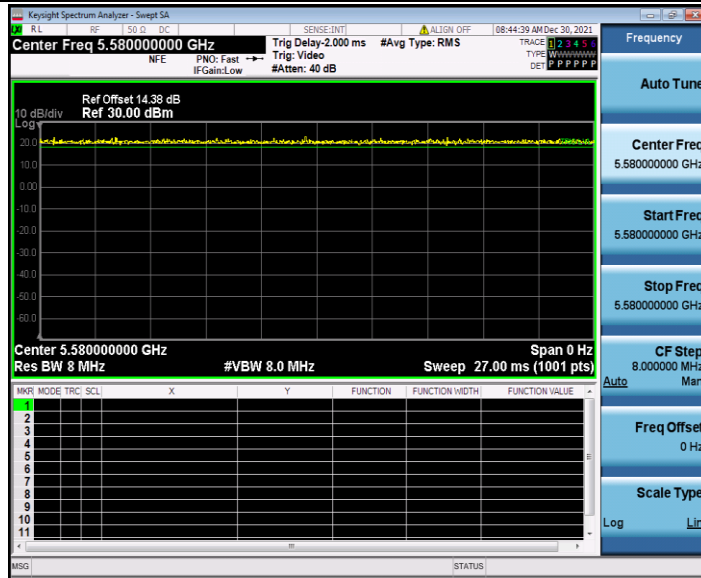 Keysight Spectrum Analyzer - Swept SA
RL RF 50 Ω DC SENSE:INT ALIGN OFF 08:44:39 AM Dec 30, 2021
Center Freq 5.580000000 GHz
NFE
PNO: Fast
IFGain:Low
Trig Delay-2.000 ms
Trig: Video
#Atten: 40 dB
#Avg Type: RMS
TRACE 1 2 3 4 5 6
TYPE WWWWWW
DET P P P P P P
Ref Offset 14.38 dB
10 dB/div Ref 30.00 dBm
Log
20.0
10.0
0.00
-10.0
-20.0
-30.0
-40.0
-50.0
-60.0
Center 5.580000000 GHz Span 0 Hz
Res BW 8 MHz #VBW 8.0 MHz Sweep 27.00 ms (1001 pts)
MKR MODE TRC SCL X Y FUNCTION FUNCTION WIDTH FUNCTION VALUE
1
2
3
4
5
6
7
8
9
10
11
MSG STATUS
Frequency
Auto Tune
Center Freq
5.580000000 GHz
Start Freq
5.580000000 GHz
Stop Freq
5.580000000 GHz
CF Step
8.000000 MHz
Auto Man
Freq Offset
0 Hz
Scale Type
Log Lin